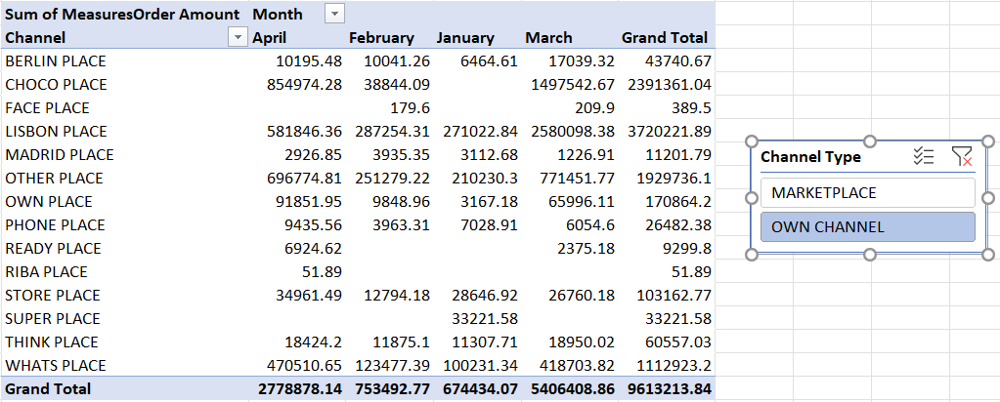 Sum of MeasuresOrder Amount Month
Channel April February January March Grand Total
BERLIN PLACE 10195.48 10041.26 6464.61 17039.32 43740.67
CHOCO PLACE 854974.28 38844.09 1497542.67 2391361.04
FACE PLACE 179.6 209.9 389.5
LISBON PLACE 581846.36 287254.31 271022.84 2580098.38 3720221.89
MADRID PLACE 2926.85 3935.35 3112.68 1226.91 11201.79
OTHER PLACE 696774.81 251279.22 210230.3 771451.77 1929736.1
OWN PLACE 91851.95 9848.96 3167.18 65996.11 170864.2
PHONE PLACE 9435.56 3963.31 7028.91 6054.6 26482.38
READY PLACE 6924.62 2375.18 9299.8
RIBA PLACE 51.89 51.89
STORE PLACE 34961.49 12794.18 28646.92 26760.18 103162.77
SUPER PLACE 33221.58 33221.58
THINK PLACE 18424.2 11875.1 11307.71 18950.02 60557.03
WHATS PLACE 470510.65 123477.39 100231.34 418703.82 1112923.2
Grand Total 2778878.14 753492.77 674434.07 5406408.86 9613213.84
Channel Type
MARKETPLACE
OWN CHANNEL